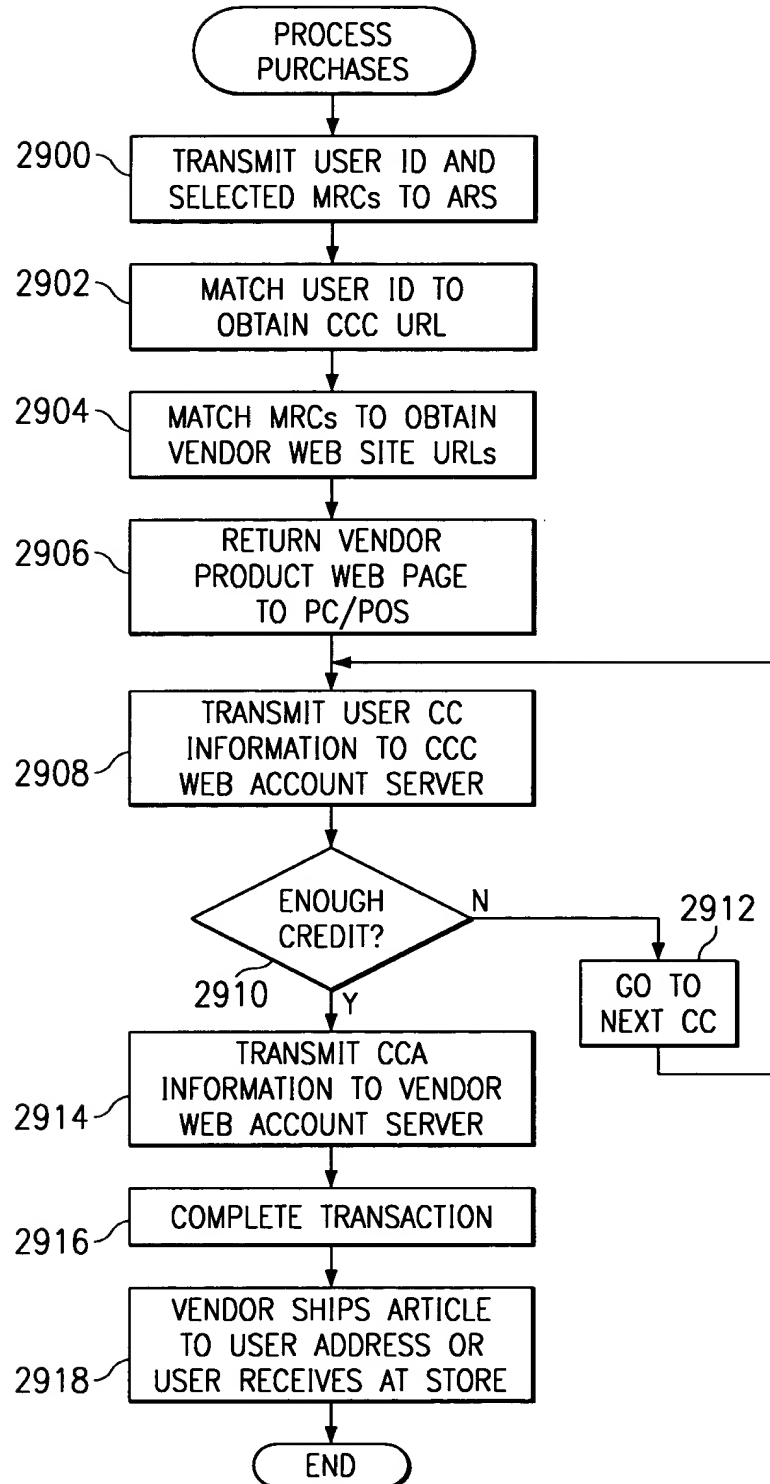 PROCESS
PURCHASES
2900
TRANSMIT USER ID AND
SELECTED MRCs TO ARS
2902
MATCH USER ID TO
OBTAIN CCC URL
2904
MATCH MRCs TO OBTAIN
VENDOR WEB SITE URLs
2906
RETURN VENDOR
PRODUCT WEB PAGE
TO PC/POS
2908
TRANSMIT USER CC
INFORMATION TO CCC
WEB ACCOUNT SERVER
ENOUGH
CREDIT?
N
2910
Y
2912
GO TO
NEXT CC
2914
TRANSMIT CCA
INFORMATION TO VENDOR
WEB ACCOUNT SERVER
2916
COMPLETE TRANSACTION
2918
VENDOR SHIPS ARTICLE
TO USER ADDRESS OR
USER RECEIVES AT STORE
END